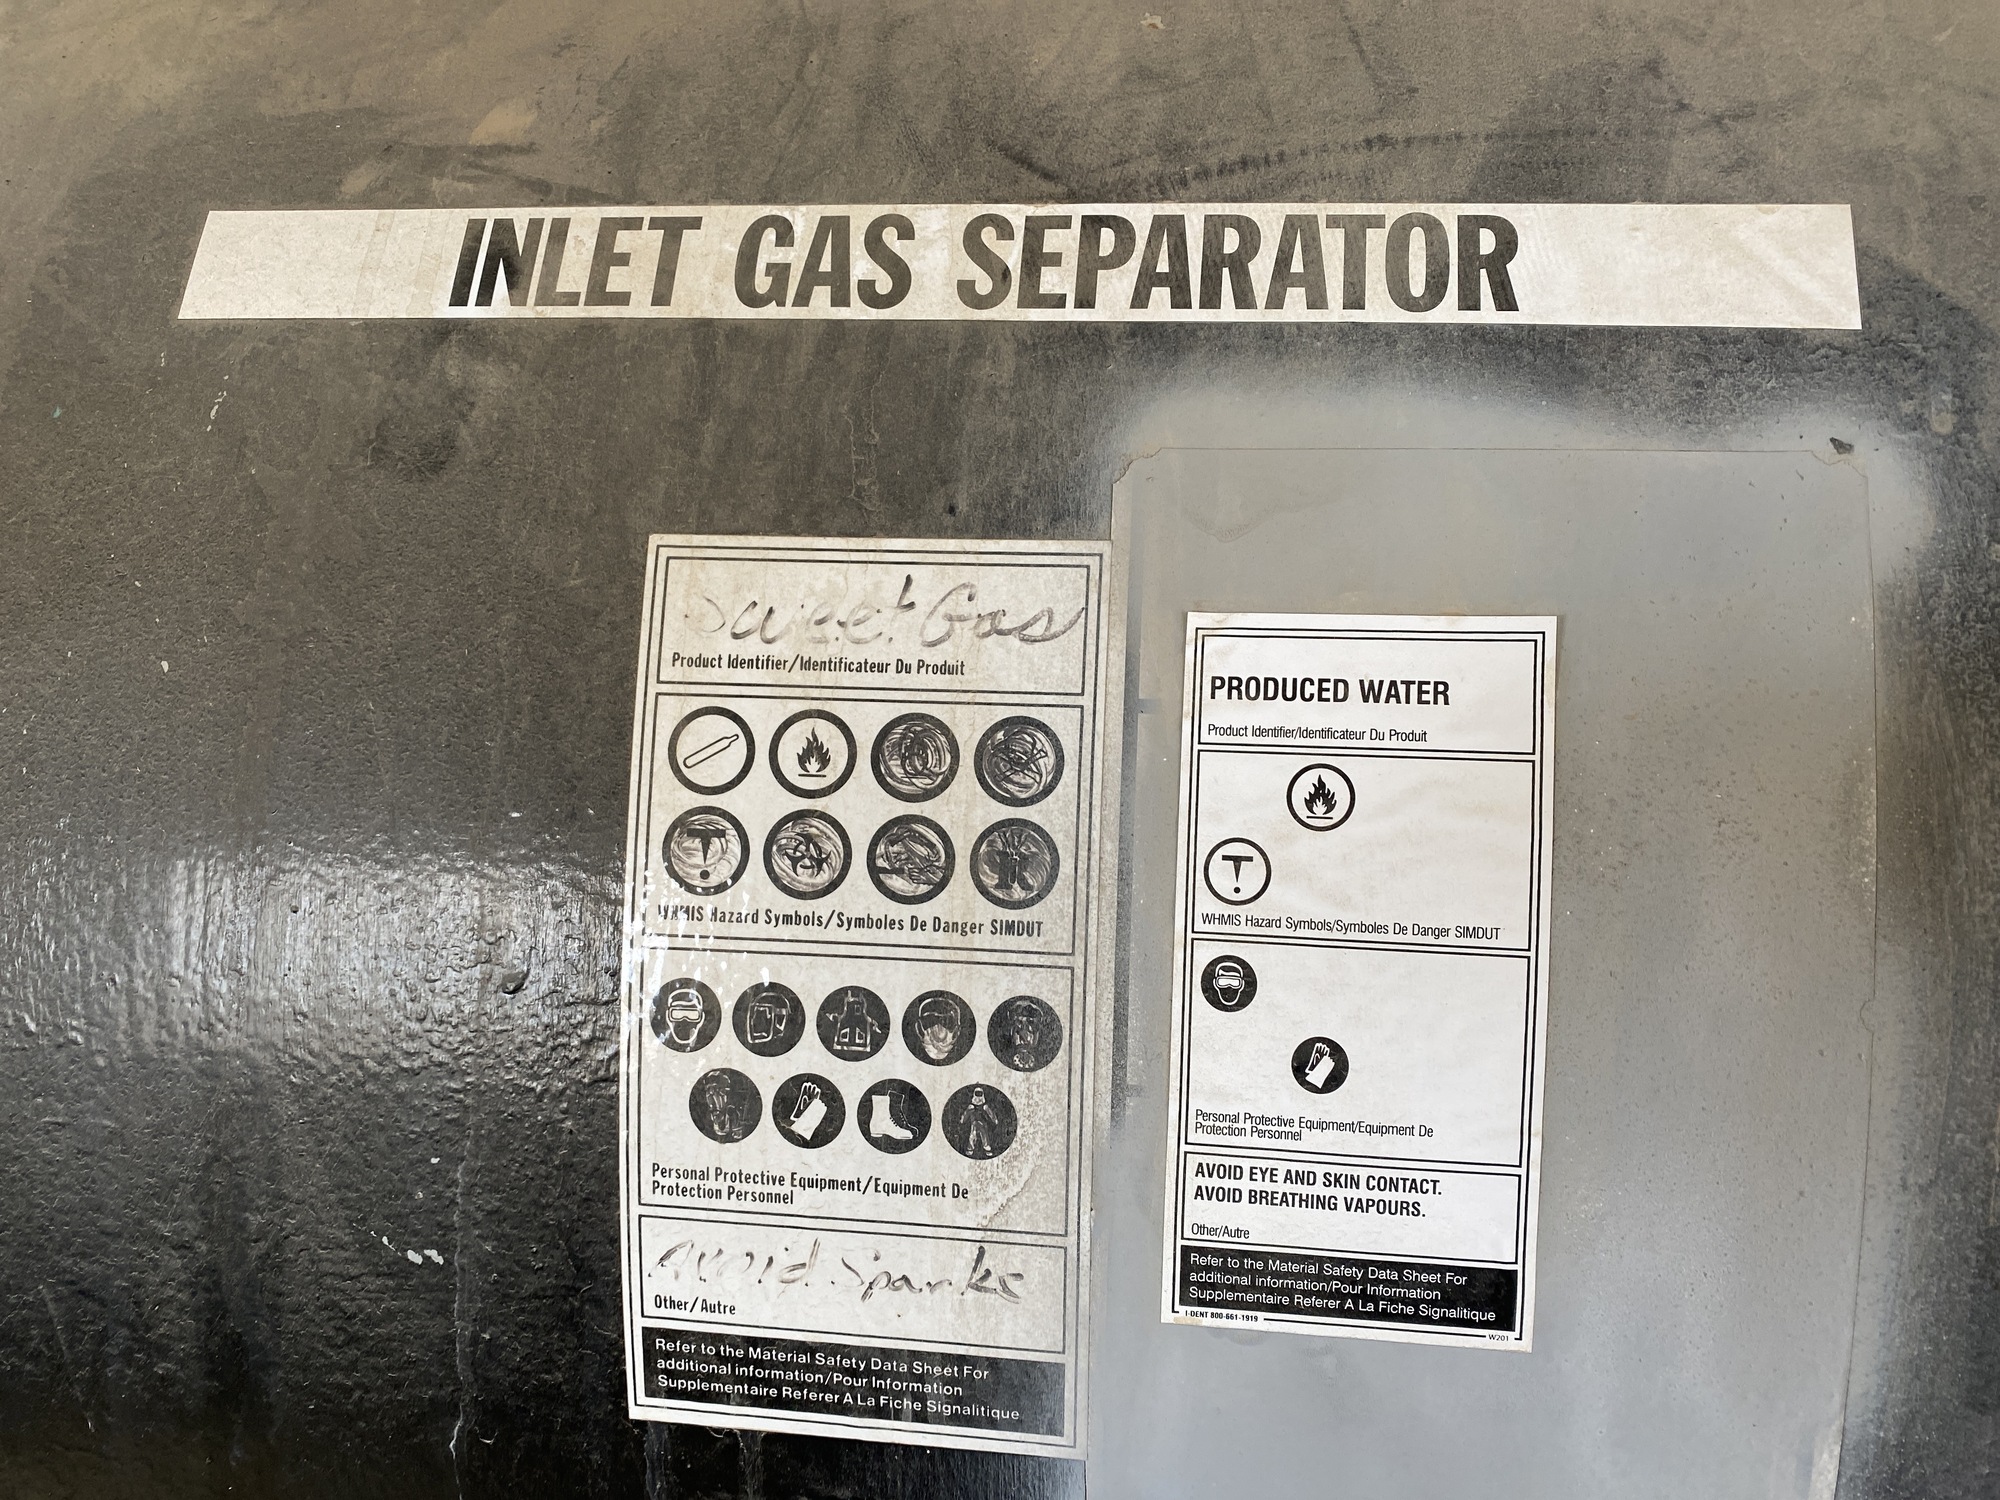 INLET GAS SEPARATOR
Sweet Gas
Product Identifier/Identificateur Du Produit
WHMIS Hazard Symbols/Symboles De Danger SIMDUT
Personal Protective Equipment/Equipment De
Protection Personnel
Avoid Sparks
Other/Autre
Refer to the Material Safety Data Sheet For
additional information/Pour Information
Supplementaire Referer A La Fiche Signalitique
PRODUCED WATER
Product Identifier/Identificateur Du Produit
WHMIS Hazard Symbols/Symboles De Danger SIMDUT
Personal Protective Equipment/Equipment De
Protection Personnel
AVOID EYE AND SKIN CONTACT.
AVOID BREATHING VAPOURS.
Other/Autre
Refer to the Material Safety Data Sheet For
additional information/Pour Information
Supplementaire Referer A La Fiche Signalitique
I-DENT 800-661-1919
W201